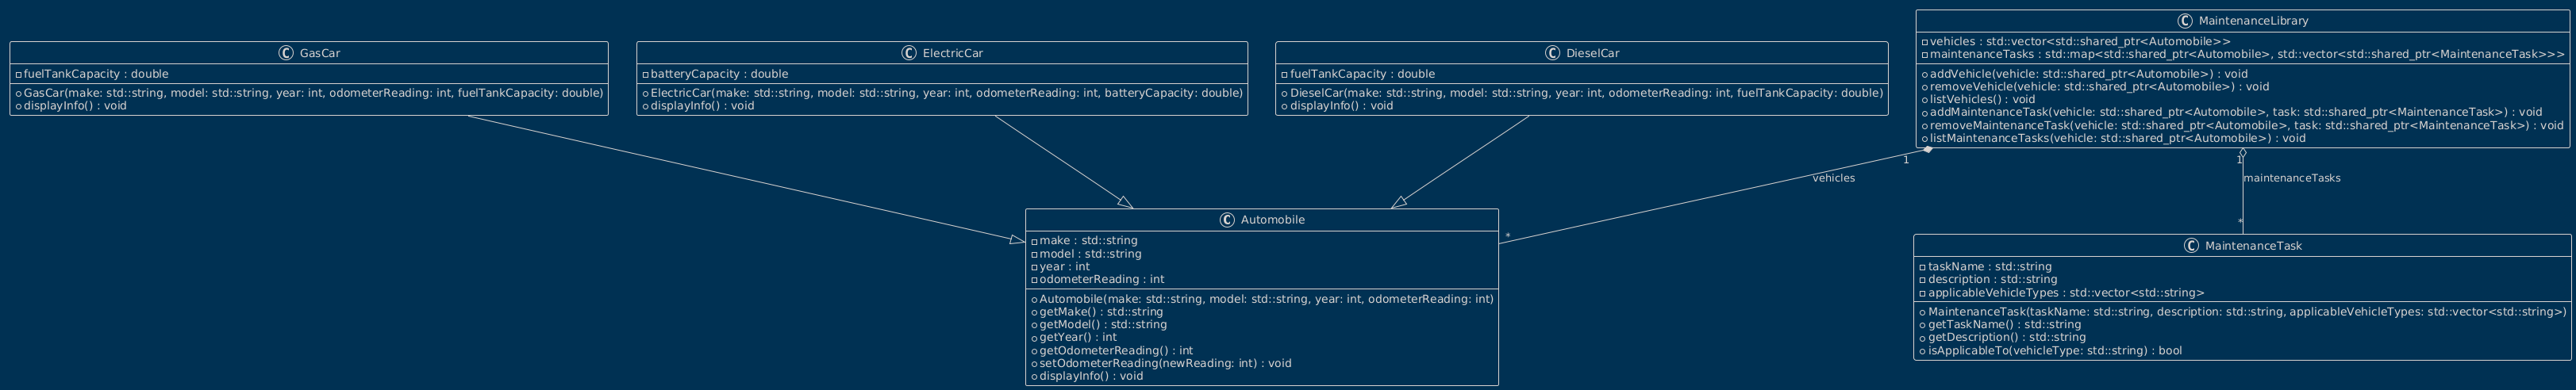 C GasCar
fuelTankCapacity : double
GasCar(make: std::string, model: std::string, year: int, odometerReading: int, fuelTankCapacity: double)
displayInfo() : void
C ElectricCar
batteryCapacity : double
ElectricCar(make: std::string, model: std::string, year: int, odometerReading: int, batteryCapacity: double)
displayInfo() : void
C DieselCar
fuelTankCapacity : double
DieselCar(make: std::string, model: std::string, year: int, odometerReading: int, fuelTankCapacity: double)
displayInfo() : void
C MaintenanceLibrary
vehicles : std::vector<std::shared_ptr<Automobile>>
maintenanceTasks : std::map<std::shared_ptr<Automobile>, std::vector<std::shared_ptr<MaintenanceTask>>>
addVehicle(vehicle: std::shared_ptr<Automobile>) : void
removeVehicle(vehicle: std::shared_ptr<Automobile>) : void
listVehicles() : void
addMaintenanceTask(vehicle: std::shared_ptr<Automobile>, task: std::shared_ptr<MaintenanceTask>) : void
removeMaintenanceTask(vehicle: std::shared_ptr<Automobile>, task: std::shared_ptr<MaintenanceTask>) : void
listMaintenanceTasks(vehicle: std::shared_ptr<Automobile>) : void
1
vehicles
*
1
maintenanceTasks
*
C Automobile
make : std::string
model : std::string
year : int
odometerReading : int
Automobile(make: std::string, model: std::string, year: int, odometerReading: int)
getMake() : std::string
getModel() : std::string
getYear() : int
getOdometerReading() : int
setOdometerReading(newReading: int) : void
displayInfo() : void
C MaintenanceTask
taskName : std::string
description : std::string
applicableVehicleTypes : std::vector<std::string>
MaintenanceTask(taskName: std::string, description: std::string, applicableVehicleTypes: std::vector<std::string>)
getTaskName() : std::string
getDescription() : std::string
isApplicableTo(vehicleType: std::string) : bool